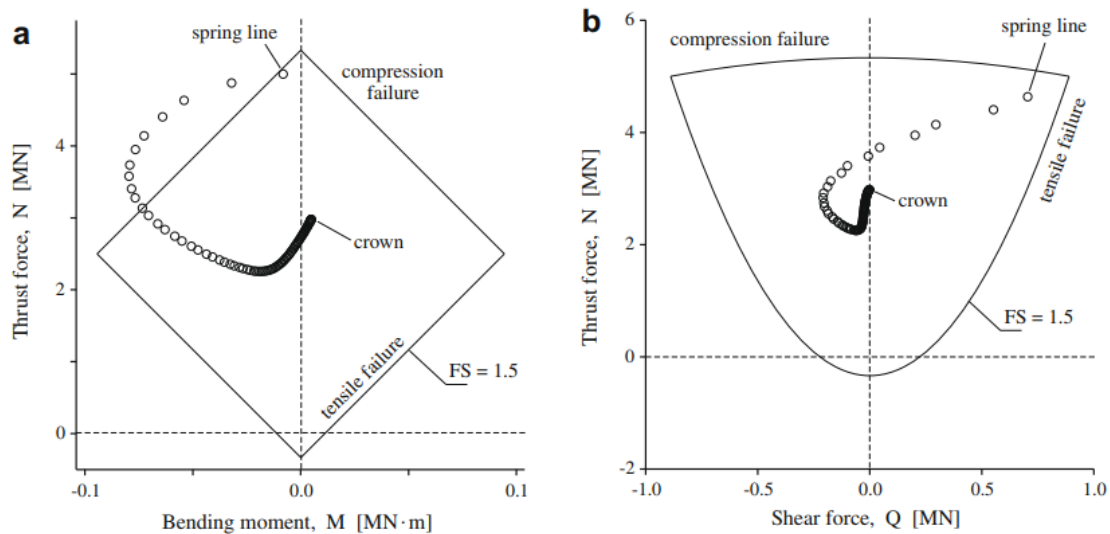 a
spring line
compression
failure
Thrust force, N [MN]
4
2
0
crown
tensile failure
FS = 1.5
-0.1
0.0
0.1
Bending moment, M [MN·m]
b
6
4
2
0
-2
compression failure
spring line
Thrust force, N [MN]
tensile failure
crown
FS = 1.5
-1.0
-0.5
0.0
0.5
1.0
Shear force, Q [MN]